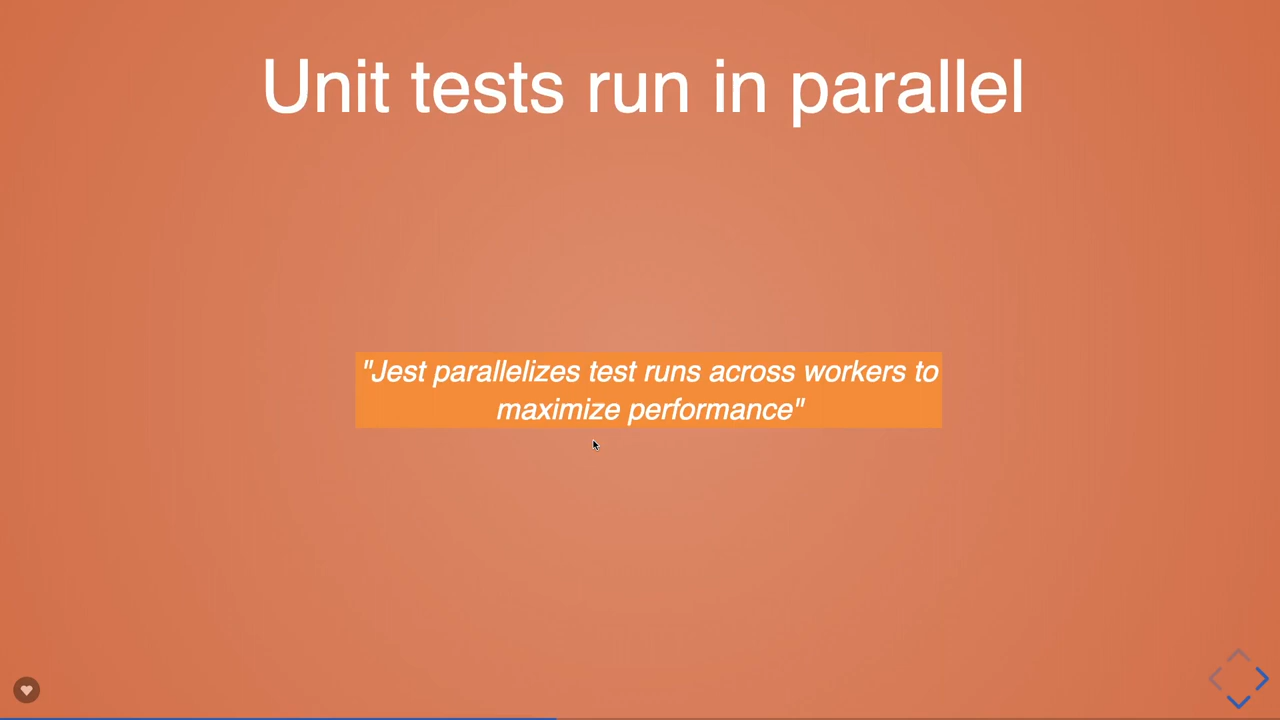 Unit tests run in parallel
"Jest parallelizes test runs across workers to
maximize performance"